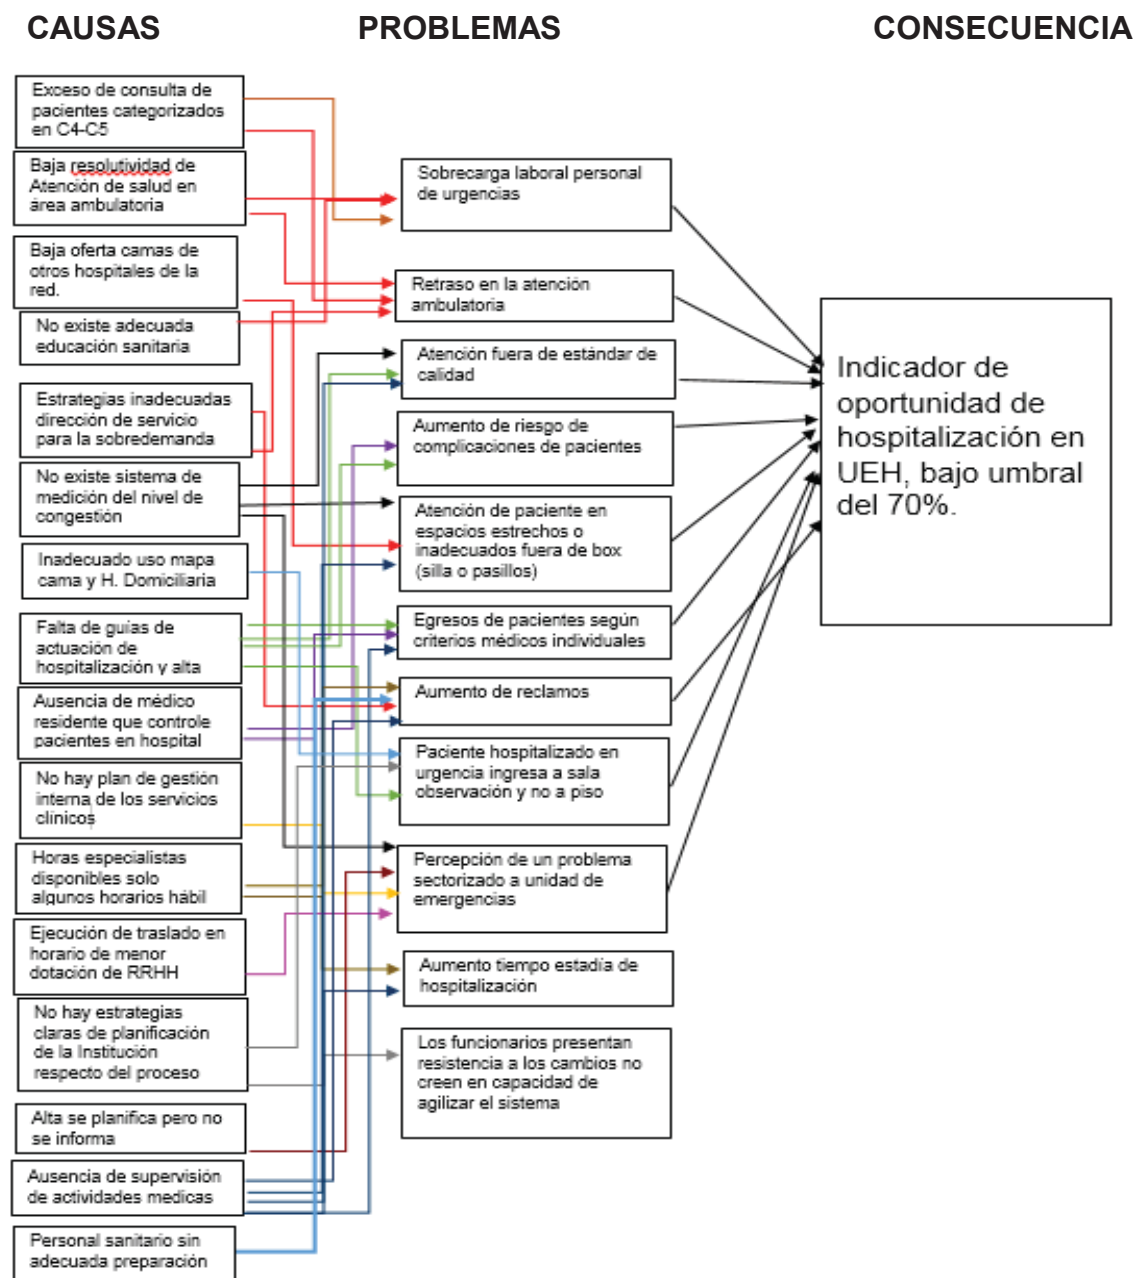 CAUSAS
PROBLEMAS
CONSECUENCIA
Exceso de consulta de
pacientes categorizados
en C4-C5
Baja resolutividad de
Atención de salud en
área ambulatoria
Baja oferta camas de
otros hospitales de la
red.
No existe adecuada
educación sanitaria
Estrategias inadecuadas
dirección de servicio
para la sobredemanda
No existe sistema de
medición del nivel de
congestión
Inadecuado uso mapa
cama y H. Domiciliaria
Falta de guías de
actuación de
hospitalización y alta
Ausencia de médico
residente que controle
pacientes en hospital
No hay plan de gestión
interna de los servicios
clínicos
Horas especialistas
disponibles solo
algunos horarios hábil
Ejecución de traslado en
horario de menor
dotación de RRHH
No hay estrategias
claras de planificación
de la Institución
respecto del proceso
Alta se planifica pero no
se informa
Ausencia de supervisión
de actividades medicas
Personal sanitario sin
adecuada preparación
Sobrecarga laboral personal
de urgencias
Retraso en la atención
ambulatoria
Atención fuera de estándar de
calidad
Aumento de riesgo de
complicaciones de pacientes
Atención de paciente en
espacios estrechos o
inadecuados fuera de box
(silla o pasillos)
Egresos de pacientes según
criterios médicos individuales
Aumento de reclamos
Paciente hospitalizado en
urgencia ingresa a sala
observación y no a piso
Percepción de un problema
sectorizado a unidad de
emergencias
Aumento tiempo estadía de
hospitalización
Los funcionarios presentan
resistencia a los cambios no
creen en capacidad de
agilizar el sistema
Indicador de
oportunidad de
hospitalización en
UEH, bajo umbral
del 70%.